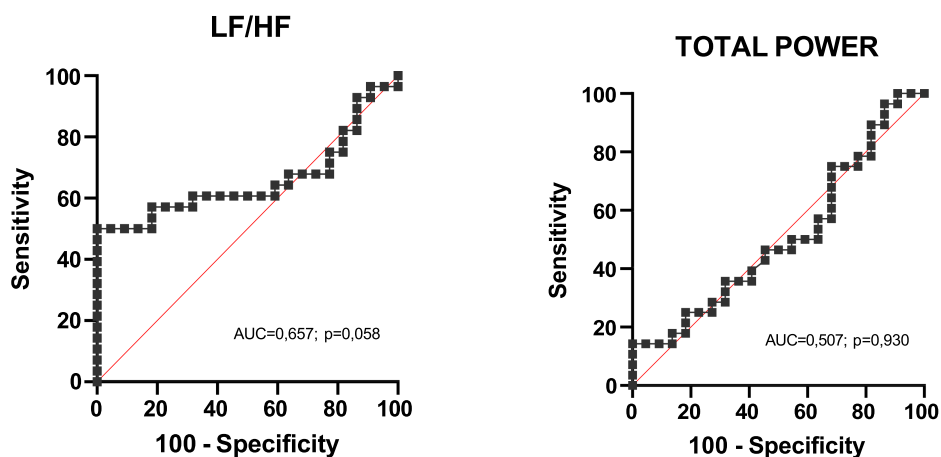 LF/HF
100
80
60
40
20
0
Sensitivity
AUC=0,657; p=0,058
0 20 40 60 80 100
100 - Specificity
TOTAL POWER
100
80
60
40
20
0
Sensitivity
AUC=0,507; p=0,930
0 20 40 60 80 100
100 - Specificity